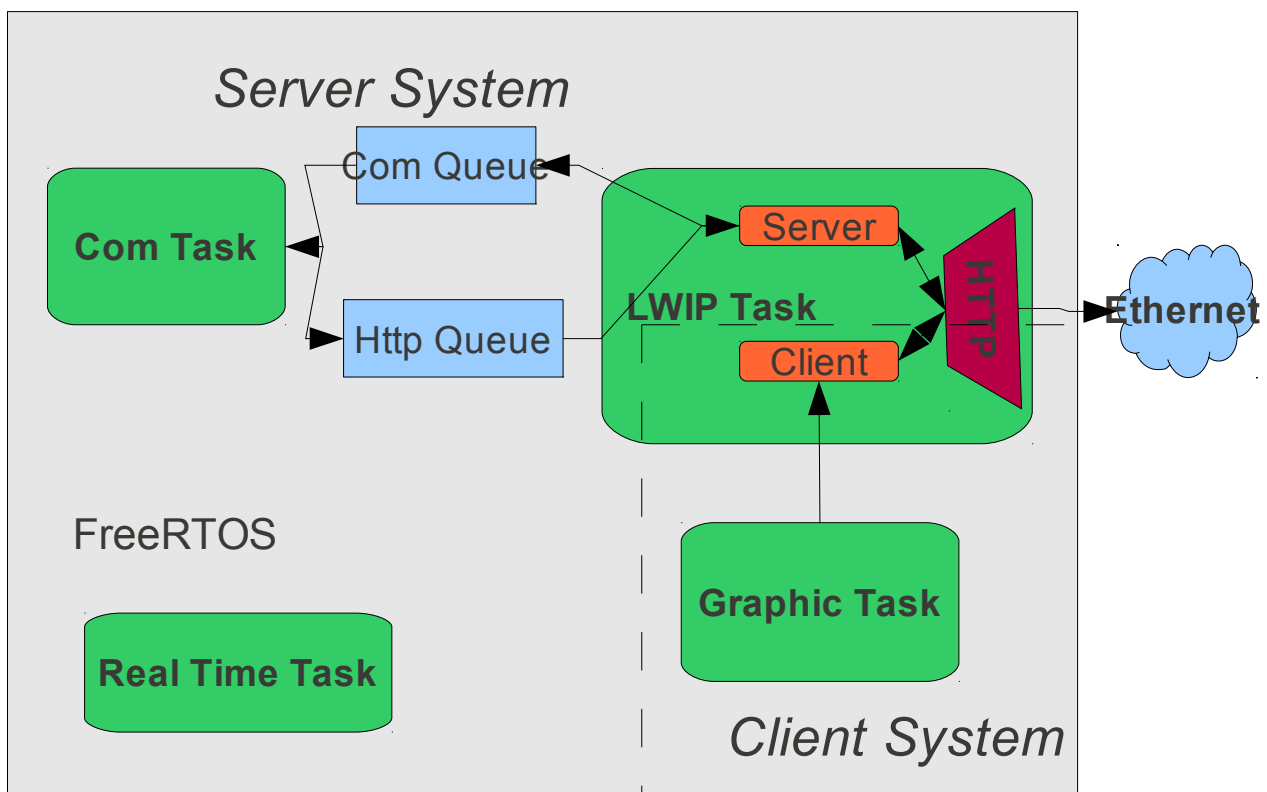 Server System
Com Queue
Com Task
Server
HTTP
LWIP Task
Ethernet
Http Queue
Client
FreeRTOS
Graphic Task
Real Time Task
Client System